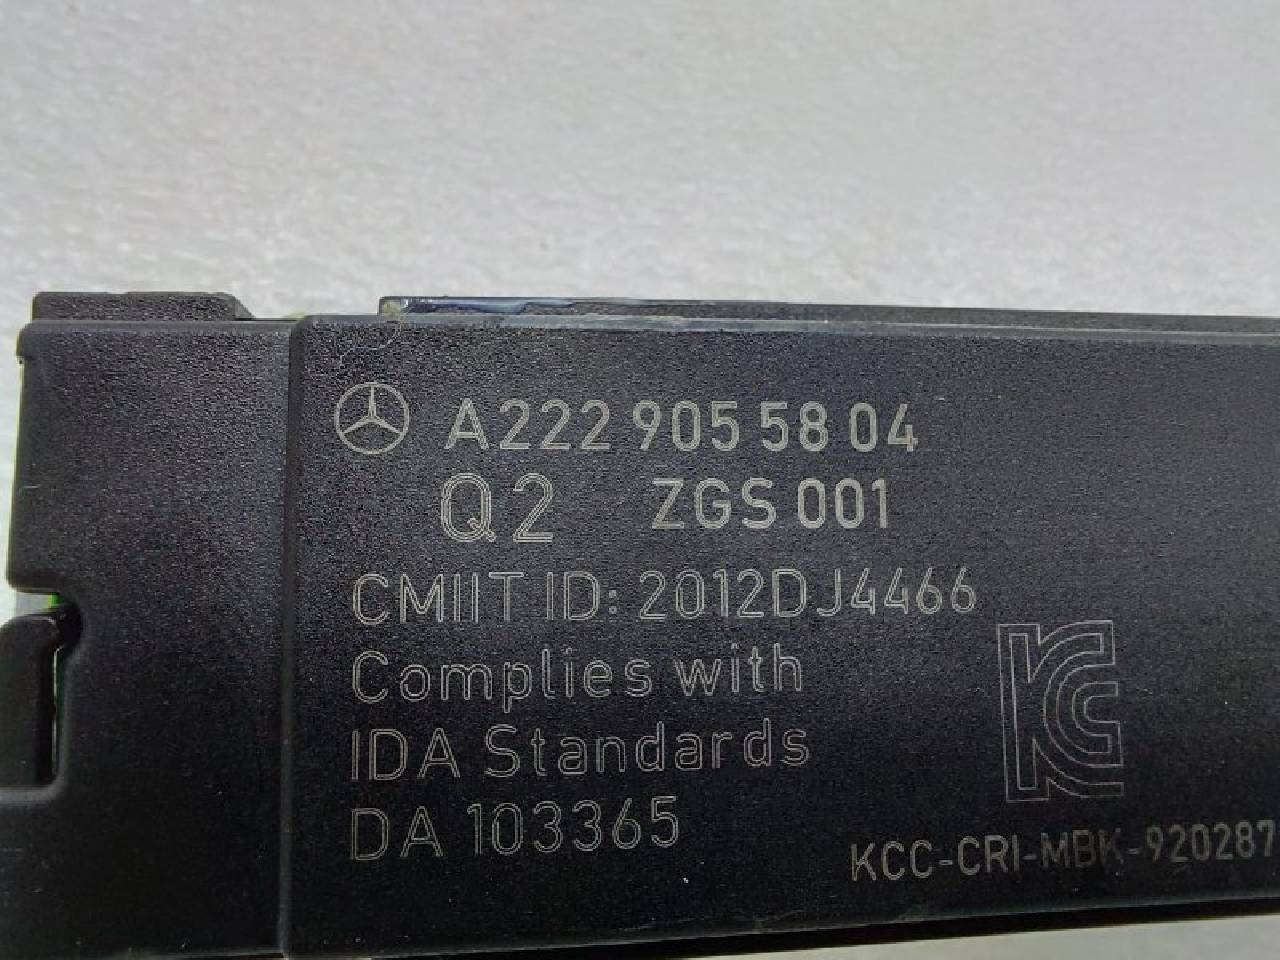 A222 905 58 04
Q2 ZGS 001
CMIIT ID: 2012DJ4466
Complies with
IDA Standards
DA 103365
KC
KCC-CRI-MBK-920287